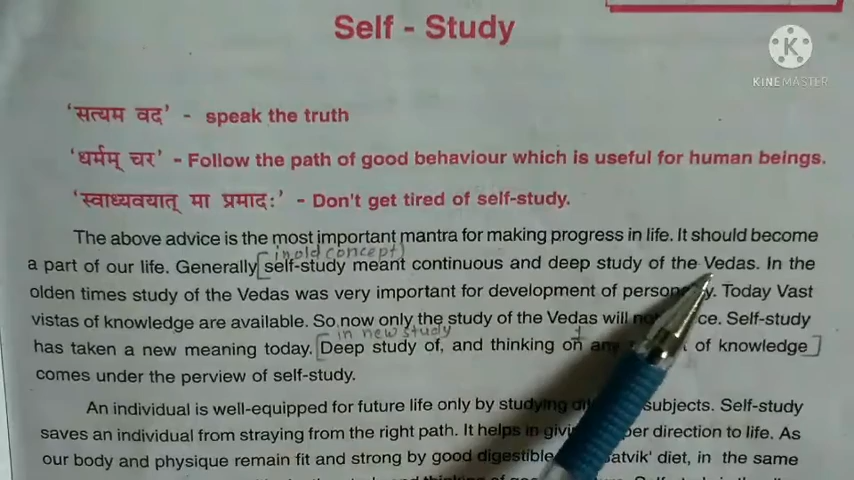 Self - Study
KINEMASTER
'सत्यम वद' - speak the truth
'धर्मम् चर' - Follow the path of good behaviour which is useful for human beings.
'स्वाध्यवयात् मा प्रमादः' - Don't get tired of self-study.
The above advice is the most important mantra for making progress in life. It should become
in old concept)
a part of our life. Generally [self-study meant continuous and deep study of the Vedas. In the
olden times study of the Vedas was very important for development of Today Vast
vistas of knowledge are available. So now only the study of the Vedas will Self-study
in new study
has taken a new meaning today. [Deep study of, and thinking on of knowledge]
comes under the perview of self-study.
An individual is well-equipped for future life only by studying subjects. Self-study
saves an individual from straying from the right path. It helps in direction to life. As
our body and physique remain fit and strong by good digestible diet, in the same